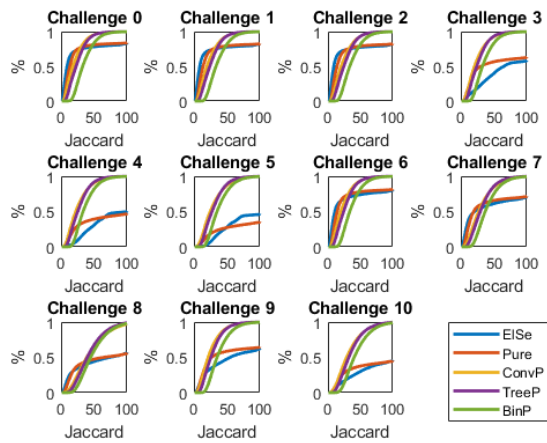 Challenge 0
Challenge 1
Challenge 2
Challenge 3
1
0.5
0
%
0 50 100
Jaccard
1
0.5
0
%
0 50 100
Jaccard
1
0.5
0
%
0 50 100
Jaccard
1
0.5
0
%
0 50 100
Jaccard
Challenge 4
Challenge 5
Challenge 6
Challenge 7
1
0.5
0
%
0 50 100
Jaccard
1
0.5
0
%
0 50 100
Jaccard
1
0.5
0
%
0 50 100
Jaccard
1
0.5
0
%
0 50 100
Jaccard
Challenge 8
Challenge 9
Challenge 10
1
0.5
0
%
0 50 100
Jaccard
1
0.5
0
%
0 50 100
Jaccard
1
0.5
0
%
0 50 100
Jaccard
ElSe
Pure
ConvP
TreeP
BinP